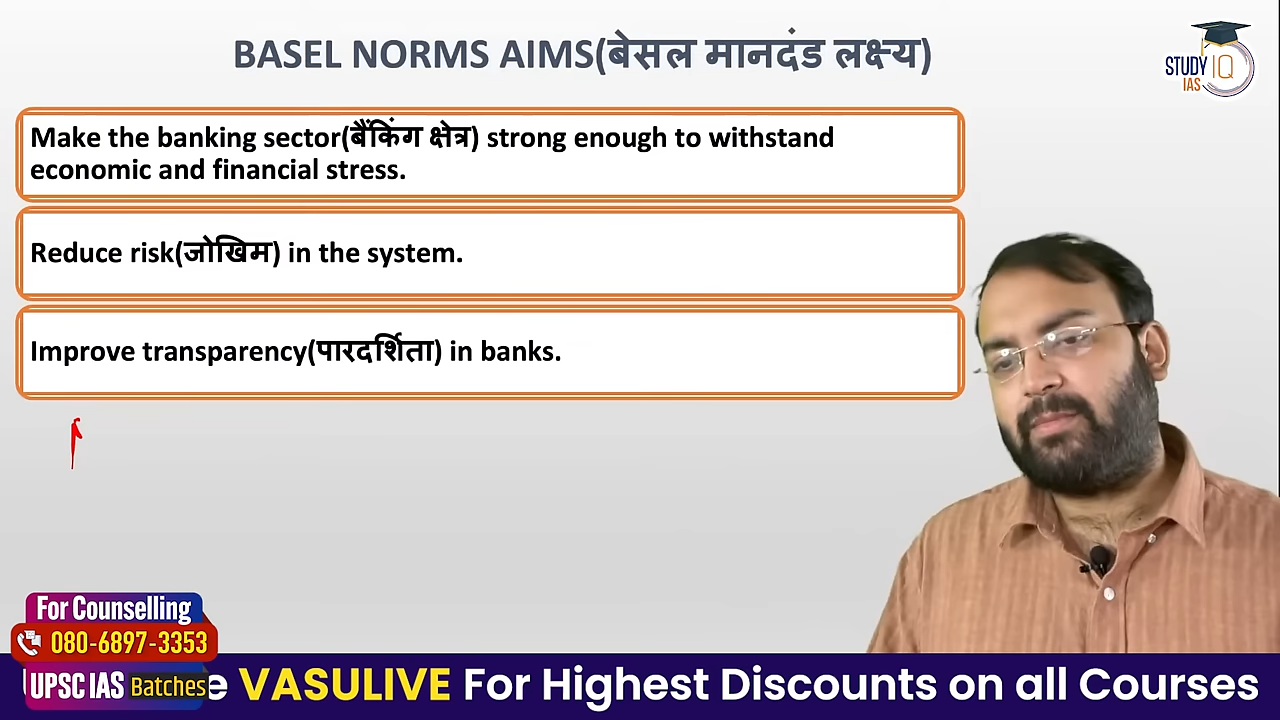 BASEL NORMS AIMS(बेसल मानदंड लक्ष्य)
STUDY IQ
IAS
Make the banking sector(बैंकिंग क्षेत्र) strong enough to withstand
economic and financial stress.
Reduce risk(जोखिम) in the system.
Improve transparency(पारदर्शिता) in banks.
For Counselling
080-6897-3353
UPSC IAS Batches
e VASULIVE For Highest Discounts on all Courses